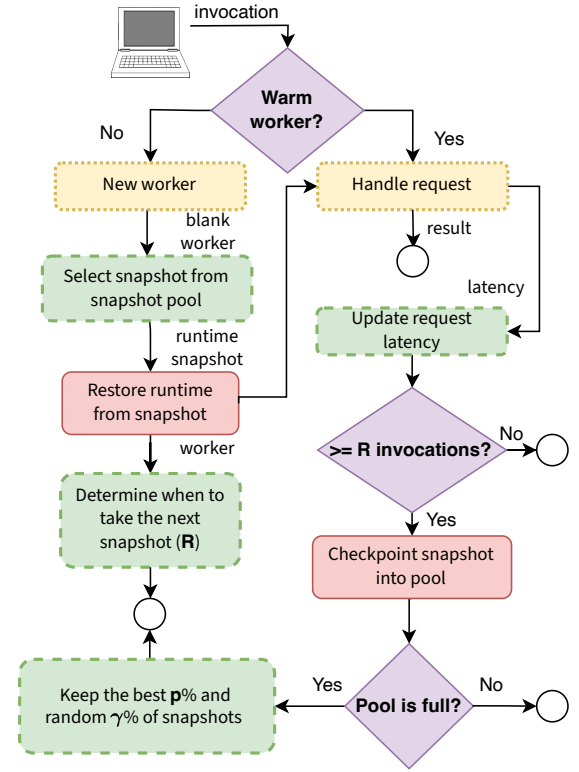 invocation
Warm
worker?
No
Yes
New worker
Handle request
blank
worker
result
Select snapshot from
snapshot pool
latency
Update request
latency
runtime
snapshot
Restore runtime
from snapshot
worker
>= R invocations?
No
Determine when to
take the next
snapshot (R)
Yes
Checkpoint snapshot
into pool
Keep the best p% and
random γ% of snapshots
Yes
Pool is full?
No